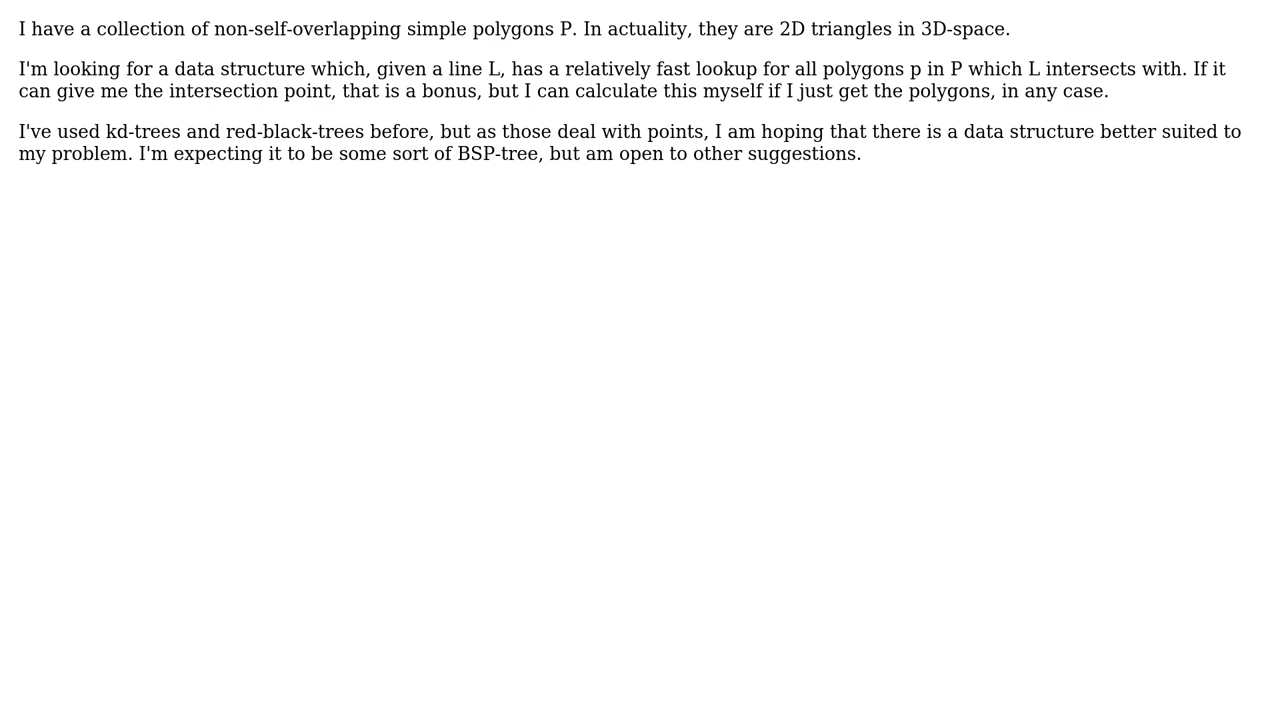 I have a collection of non-self-overlapping simple polygons P. In actuality, they are 2D triangles in 3D-space.
I'm looking for a data structure which, given a line L, has a relatively fast lookup for all polygons p in P which L intersects with. If it
can give me the intersection point, that is a bonus, but I can calculate this myself if I just get the polygons, in any case.
I've used kd-trees and red-black-trees before, but as those deal with points, I am hoping that there is a data structure better suited to
my problem. I'm expecting it to be some sort of BSP-tree, but am open to other suggestions.